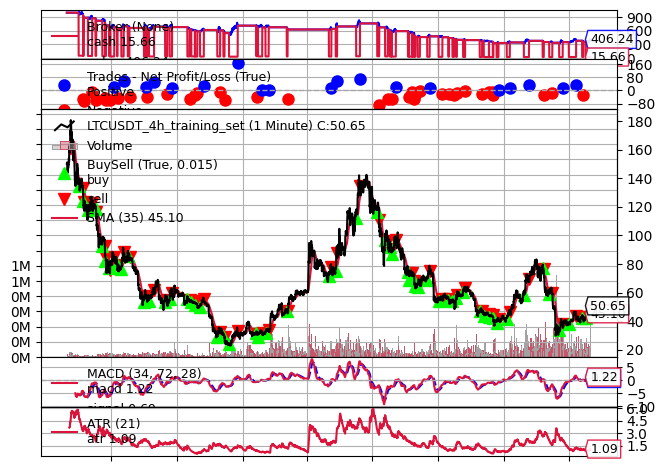 Broker (None)
cash 15.66
900
406.24
15.66
0
Trades - Net Profit/Loss (True)
Positive
160
80
0
−80
LTCUSDT_4h_training_set (1 Minute) C:50.65
Volume
BuySell (True, 0.015)
buy
sell
SMA (35) 45.10
180
160
140
120
100
80
60
50.65
40
20
1M
1M
0M
0M
0M
0M
0M
MACD (34, 72, 28)
macd 1.22
5
1.22
0
−5
−10
ATR (21)
atr 1.09
6.0
4.5
3.0
1.5
1.09